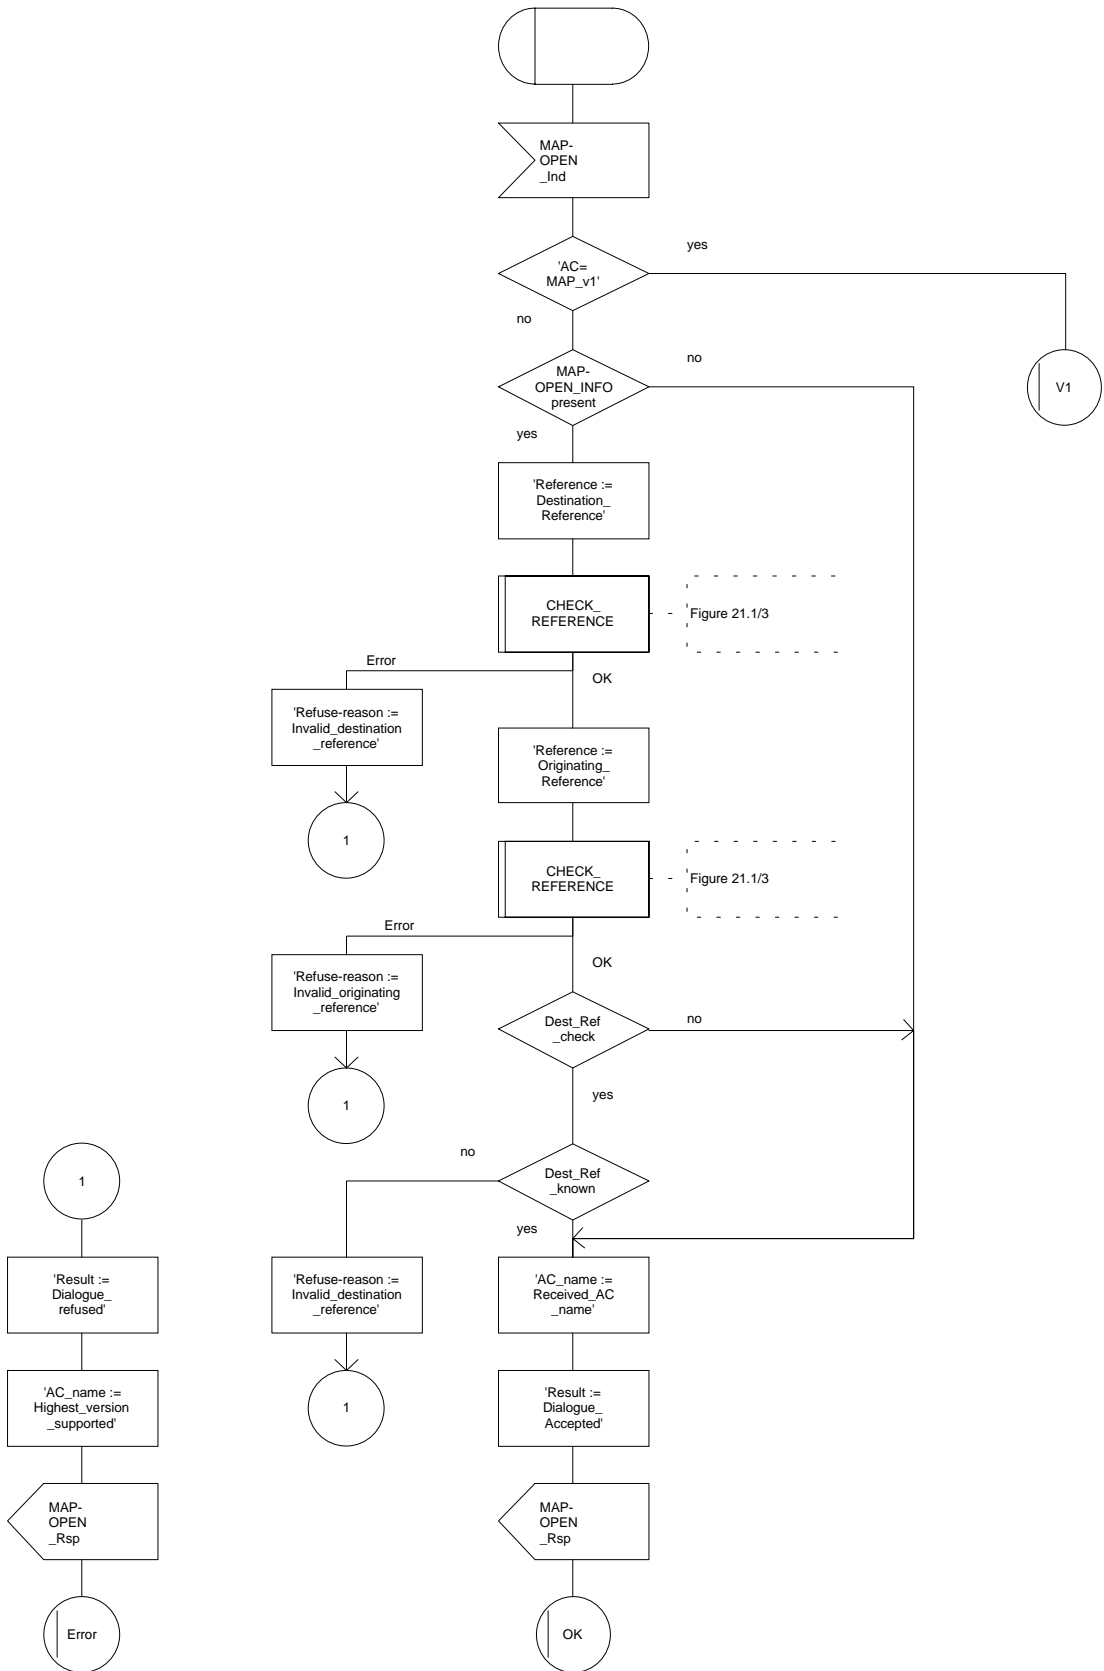 MAP-
OPEN
_Ind
yes
'AC=
MAP_v1'
no
no
MAP-
OPEN_INFO
present
V1
yes
'Reference :=
Destination_
Reference'
CHECK_
REFERENCE
Figure 21.1/3
Error
OK
'Refuse-reason :=
Invalid_destination
_reference'
'Reference :=
Originating_
Reference'
1
CHECK_
REFERENCE
Figure 21.1/3
Error
OK
'Refuse-reason :=
Invalid_originating
_reference'
Dest_Ref
_check
no
1
yes
no
1
Dest_Ref
_known
yes
'Result :=
Dialogue_
refused'
'Refuse-reason :=
Invalid_destination
_reference'
'AC_name :=
Received_AC
_name'
'AC_name :=
Highest_version
_supported'
1
'Result :=
Dialogue_
Accepted'
MAP-
OPEN
_Rsp
MAP-
OPEN
_Rsp
Error
OK